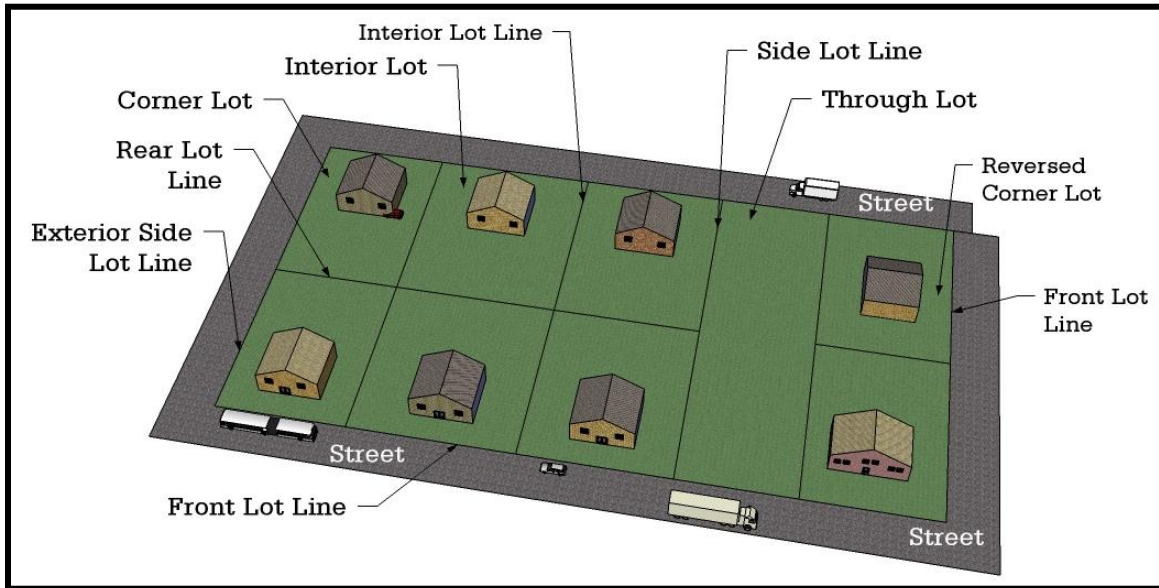 Interior Lot Line
Interior Lot
Side Lot Line
Corner Lot
Through Lot
Rear Lot
Line
Reversed
Corner Lot
Street
Exterior Side
Lot Line
Front Lot
Line
Street
Front Lot Line
Street